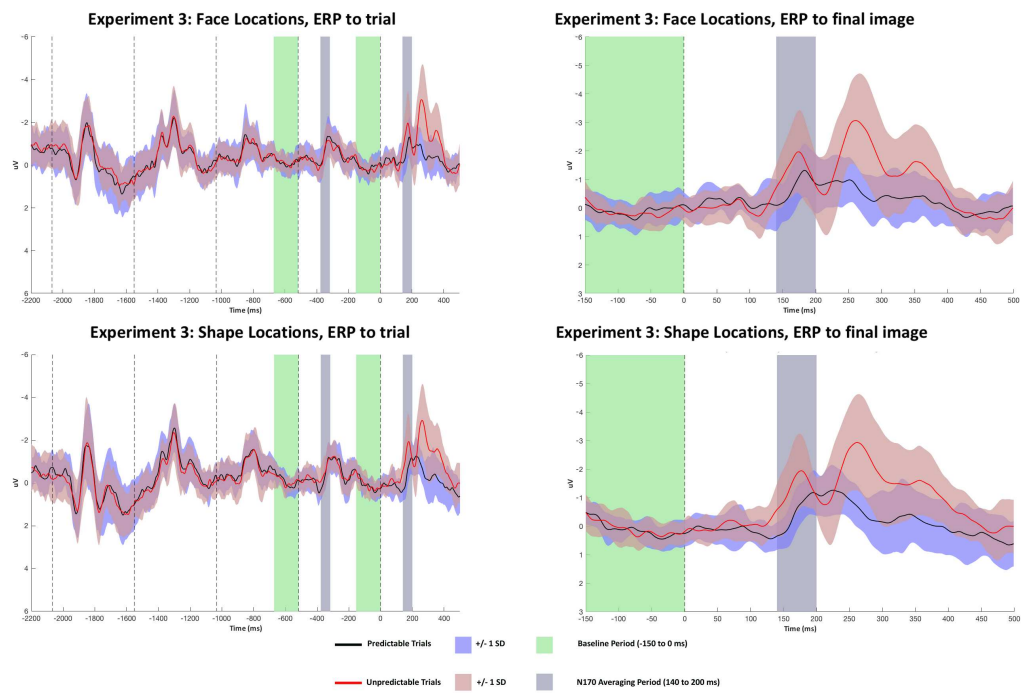 Experiment 3: Face Locations, ERP to trial
-6
-4
-2
0
2
4
6
uV
-2200 -2000 -1800 -1600 -1400 -1200 -1000 -800 -600 -400 -200 0 200 400
Time (ms)
Experiment 3: Face Locations, ERP to final image
-6
-5
-4
-3
-2
-1
0
1
2
3
uV
-150 -100 -50 0 50 100 150 200 250 300 350 400 450 500
Time (ms)
Experiment 3: Shape Locations, ERP to trial
-6
-4
-2
0
2
4
6
uV
-2200 -2000 -1800 -1600 -1400 -1200 -1000 -800 -600 -400 -200 0 200 400
Time (ms)
Experiment 3: Shape Locations, ERP to final image
-6
-5
-4
-3
-2
-1
0
1
2
3
uV
-150 -100 -50 0 50 100 150 200 250 300 350 400 450 500
Time (ms)
Predictable Trials +/- 1 SD Baseline Period (-150 to 0 ms)
Unpredictable Trials +/- 1 SD N170 Averaging Period (140 to 200 ms)